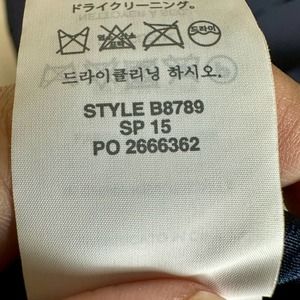 ドライクリーニング.
드라이
드라이클리닝 하시오.
STYLE B8789
SP 15
PO 2666362